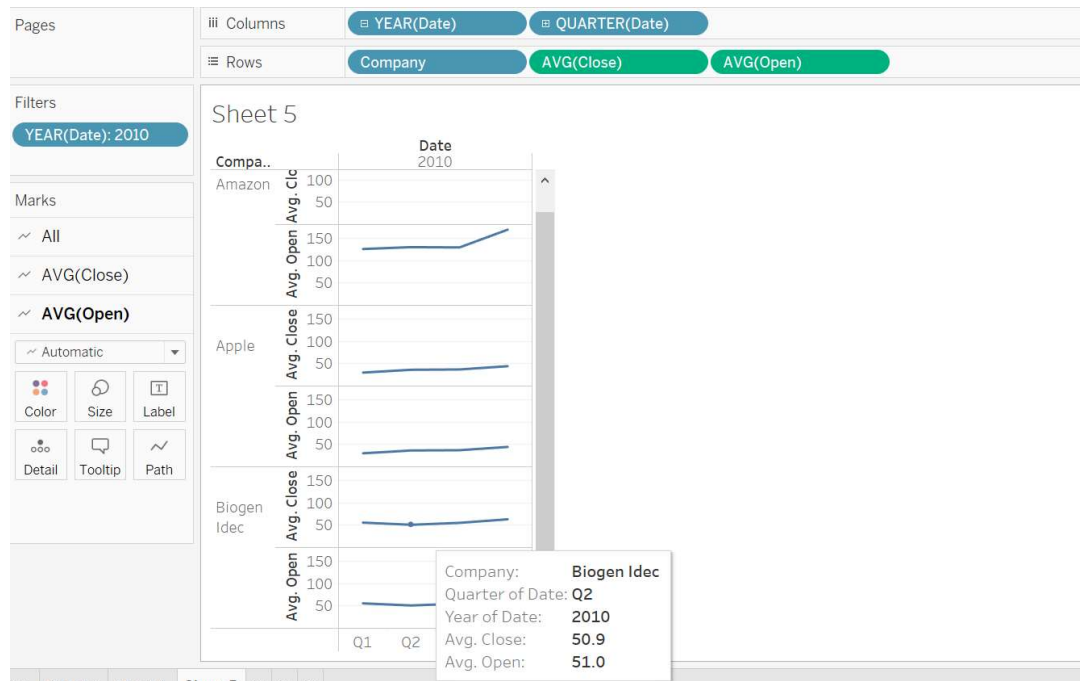 Pages
Columns
YEAR(Date)
QUARTER(Date)
Rows
Company
AVG(Close)
AVG(Open)
Filters
YEAR(Date): 2010
Marks
All
AVG(Close)
AVG(Open)
Automatic
Color
Size
T
Label
Detail
Tooltip
Path
Sheet 5
Date
Compa..
2010
Amazon
Avg. Clo
100
50
Avg. Open
150
100
50
Apple
Avg. Close
150
100
50
Avg. Open
150
100
50
Biogen
Idec
Avg. Close
150
100
50
Avg. Open
150
100
50
Q1
Q2
Company: Biogen Idec
Quarter of Date: Q2
Year of Date: 2010
Avg. Close: 50.9
Avg. Open: 51.0